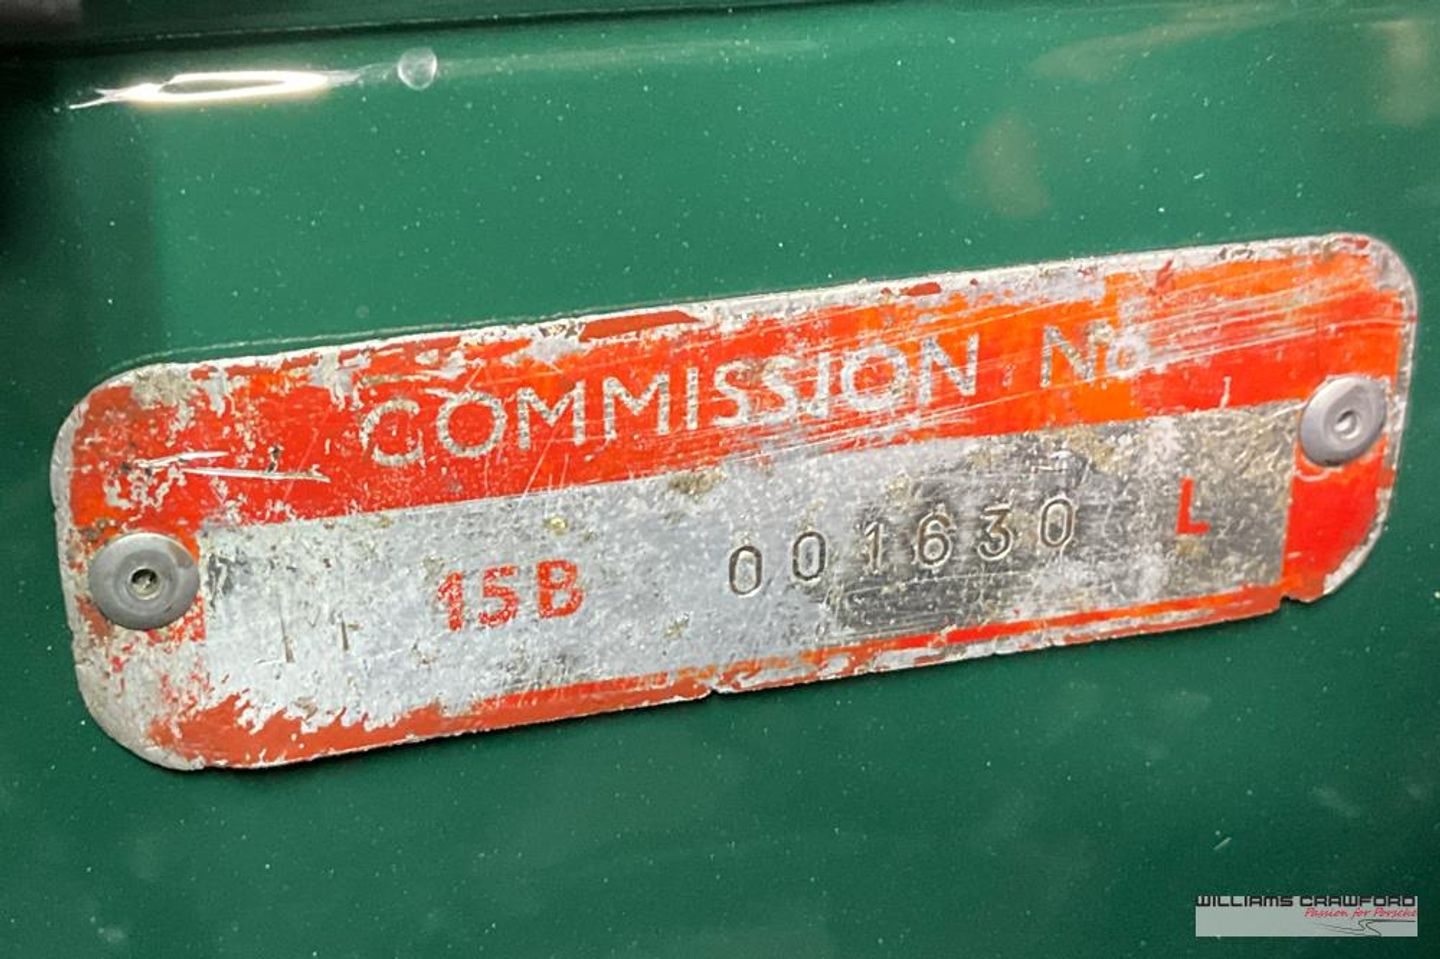 COMMISSION No.
15B 001630 L
WILLIAMS CRAWFORD
Passion for Porsche